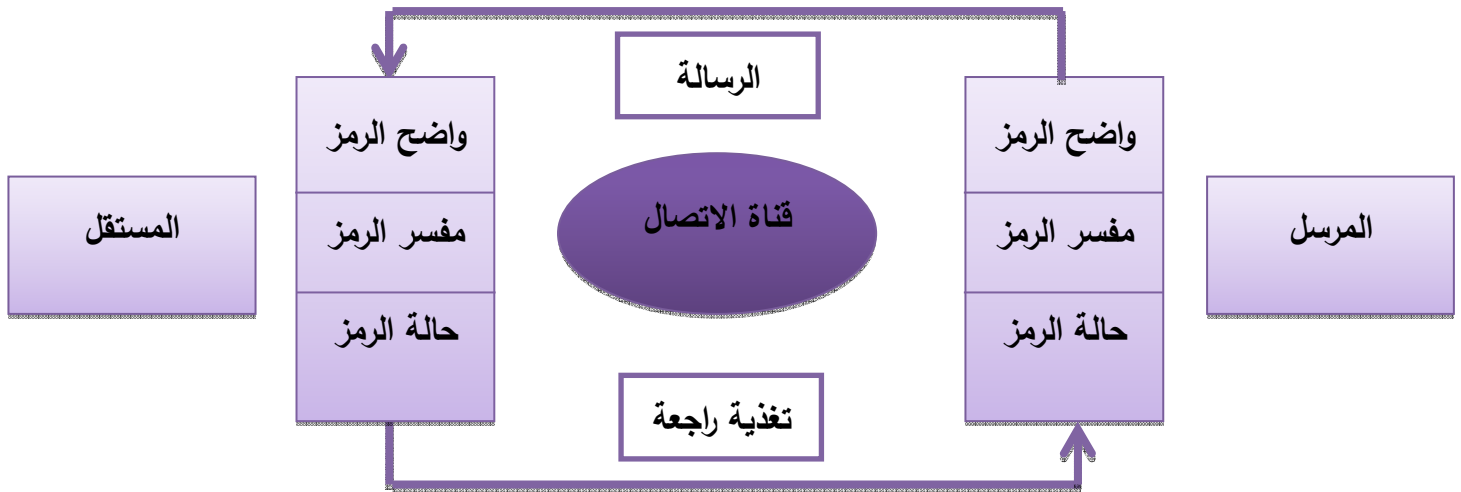 الرسالة
المرسل
واضح الرمز
مفسر الرمز
حالة الرمز
قناة الاتصال
واضح الرمز
مفسر الرمز
حالة الرمز
المستقل
تغذية راجعة